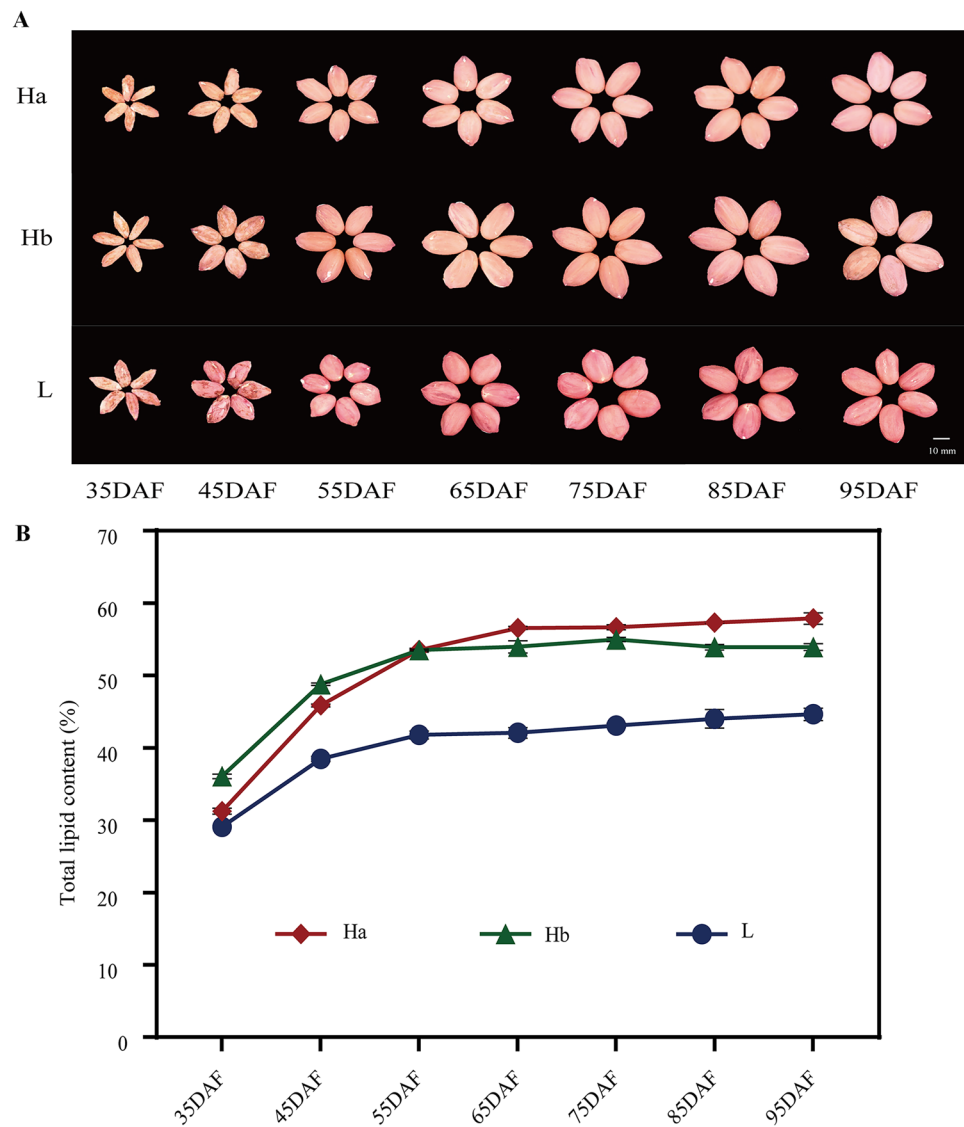 A
Ha
Hb
L
10 mm
35DAF 45DAF 55DAF 65DAF 75DAF 85DAF 95DAF
B
70
60
50
40
30
20
10
0
Total lipid content (%)
Ha Hb L
35DAF 45DAF 55DAF 65DAF 75DAF 85DAF 95DAF